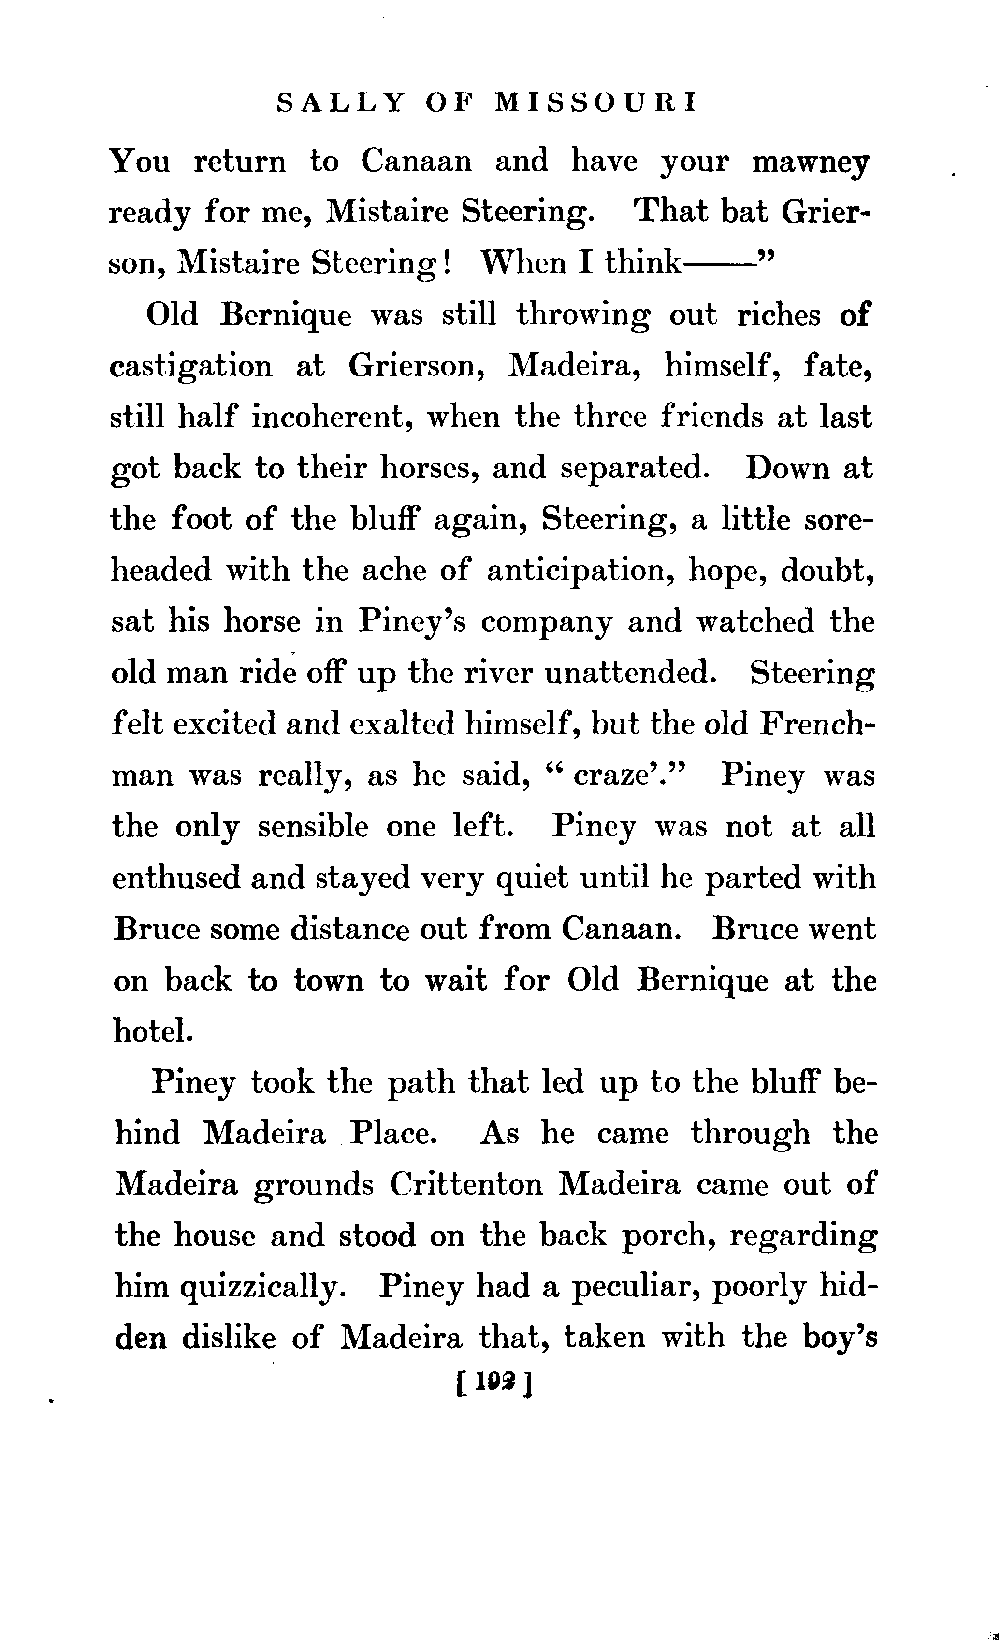 SALLY OF MISSOURI
You return to Canaan and have your mawney
ready for me, Mistaire Steering. That bat Grier-
son, Mistaire Steering! When I think——”
Old Bernique was still throwing out riches of
castigation at Grierson, Madeira, himself, fate,
still half incoherent, when the three friends at last
got back to their horses, and separated. Down at
the foot of the bluff again, Steering, a little sore-
headed with the ache of anticipation, hope, doubt,
sat his horse in Piney’s company and watched the
old man ride off up the river unattended. Steering
felt excited and exalted himself, but the old French-
man was really, as he said, “ craze’.” Piney was
the only sensible one left. Piney was not at all
enthused and stayed very quiet until he parted with
Bruce some distance out from Canaan. Bruce went
on back to town to wait for Old Bernique at the
hotel.
Piney took the path that led up to the bluff be-
hind Madeira Place. As he came through the
Madeira grounds Crittenton Madeira came out of
the house and stood on the back porch, regarding
him quizzically. Piney had a peculiar, poorly hid-
den dislike of Madeira that, taken with the boy’s
[ 192 ]